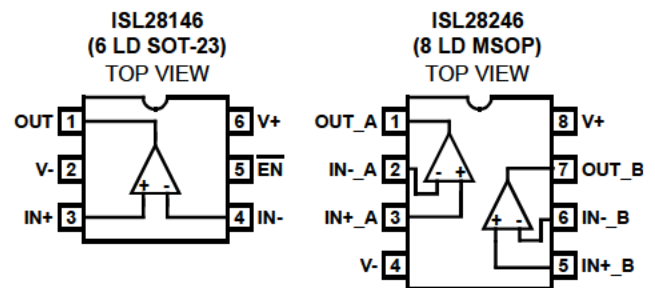 ISL28146
(6 LD SOT-23)
TOP VIEW
OUT 1
6 V+
V- 2
5 E̅N̅
IN+ 3
4 IN-
+ -
ISL28246
(8 LD MSOP)
TOP VIEW
OUT_A 1
8 V+
IN-_A 2
7 OUT_B
- +
IN+_A 3
6 IN-_B
+ -
V- 4
5 IN+_B